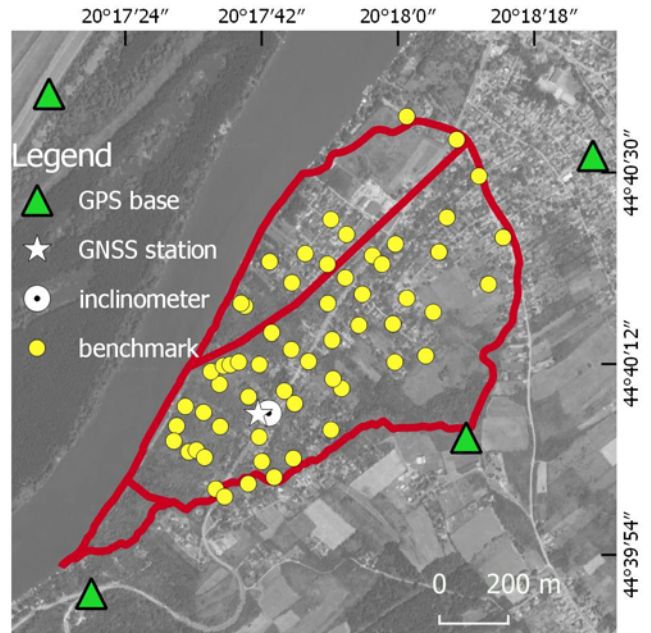 20°17'24" 20°17'42" 20°18'0" 20°18'18"
44°40'30"
Legend
GPS base
GNSS station
inclinometer
benchmark
44°40'12"
44°39'54"
0 200 m